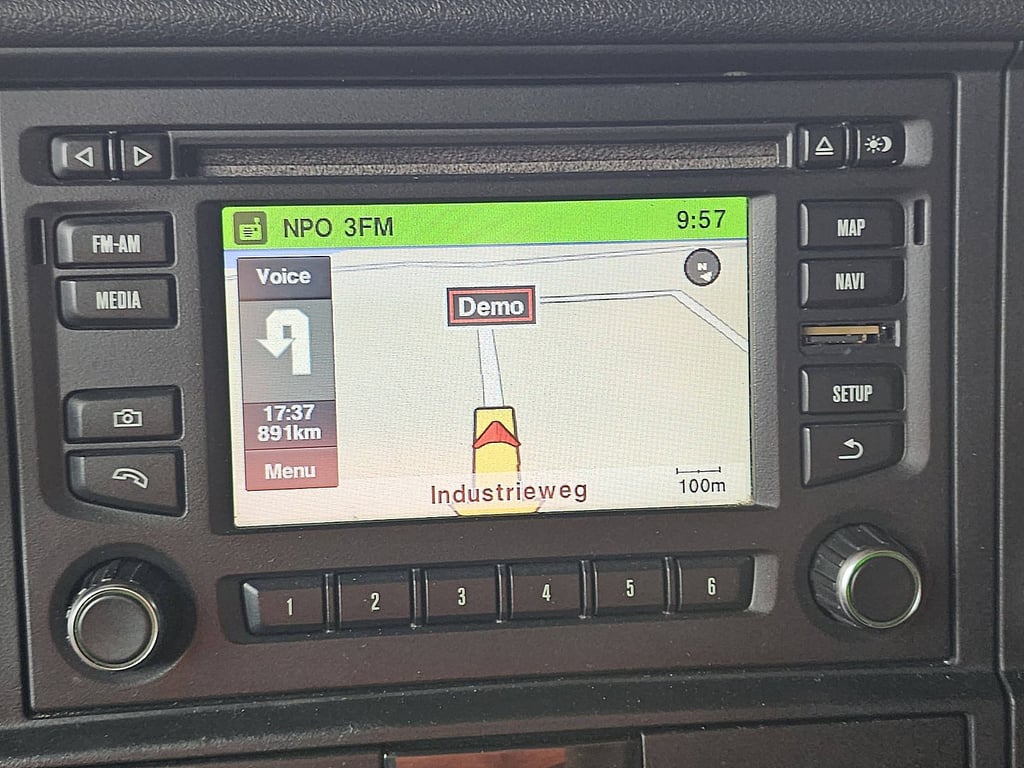 NPO 3FM
9:57
FM-AM
MAP
Voice
N
MEDIA
NAVI
Demo
17:37
891km
SETUP
Menu
Industrieweg
100m
1
2
3
4
5
6